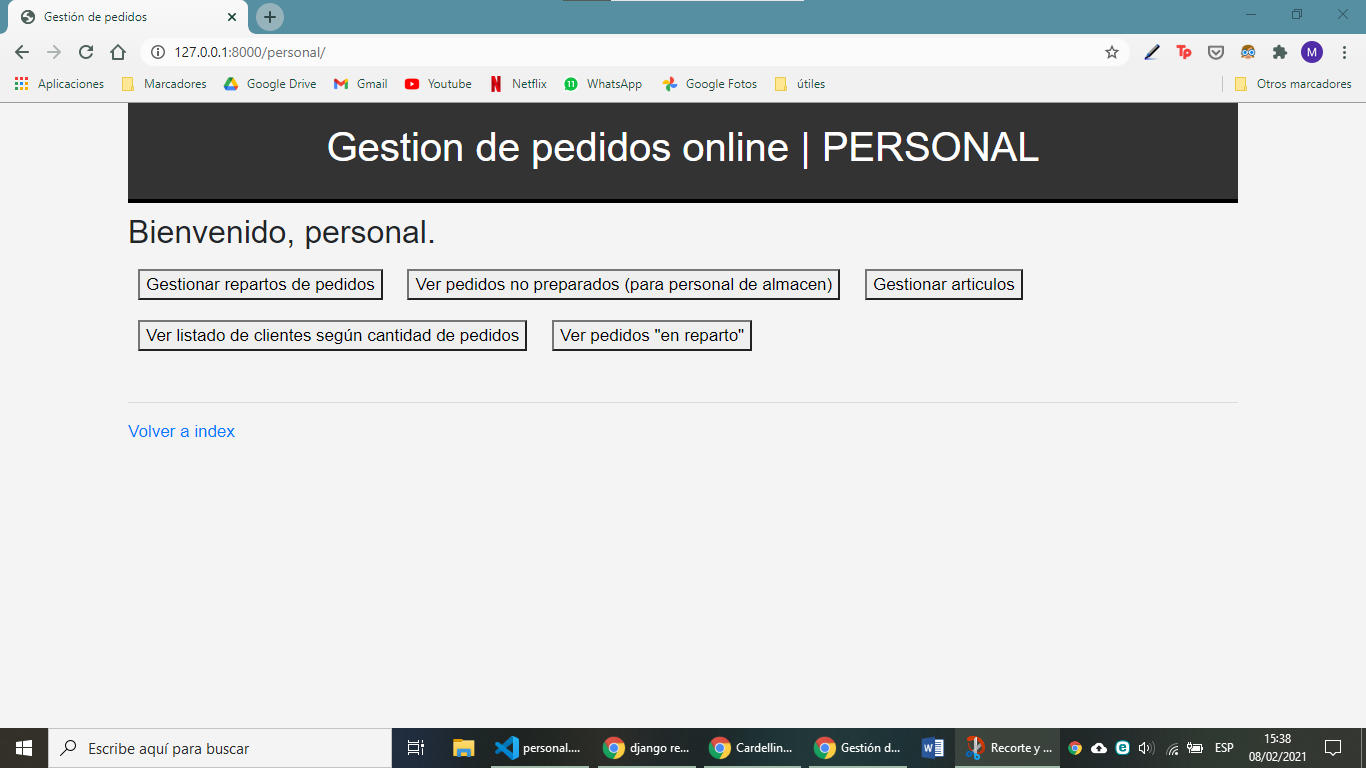 Gestión de pedidos
127.0.0.1:8000/personal/
M
Aplicaciones Marcadores Google Drive Gmail Youtube Netflix 11 WhatsApp Google Fotos útiles Otros marcadores
Gestion de pedidos online | PERSONAL
Bienvenido, personal.
Gestionar repartos de pedidos Ver pedidos no preparados (para personal de almacen) Gestionar articulos
Ver listado de clientes según cantidad de pedidos Ver pedidos "en reparto"
Volver a index
Escribe aquí para buscar personal.... django re... Cardellin... Gestión d... Recorte y ... ESP 15:38
08/02/2021